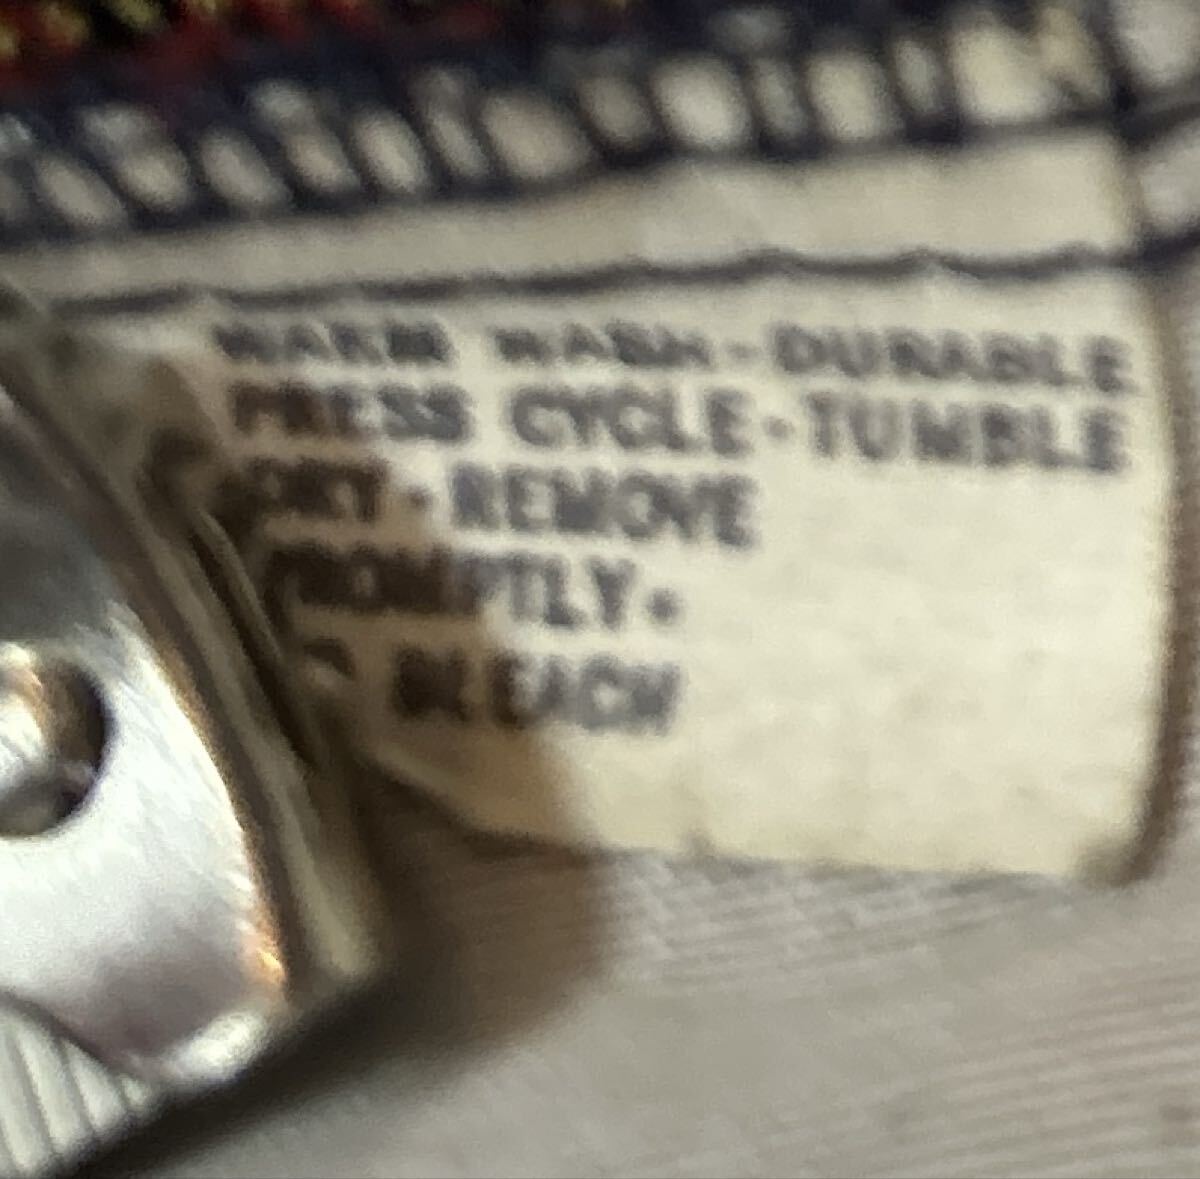 WARM WASH-DURABLE
PRESS CYCLE-TUMBLE
DRY-REMOVE
PROMPTLY-
BLEACH